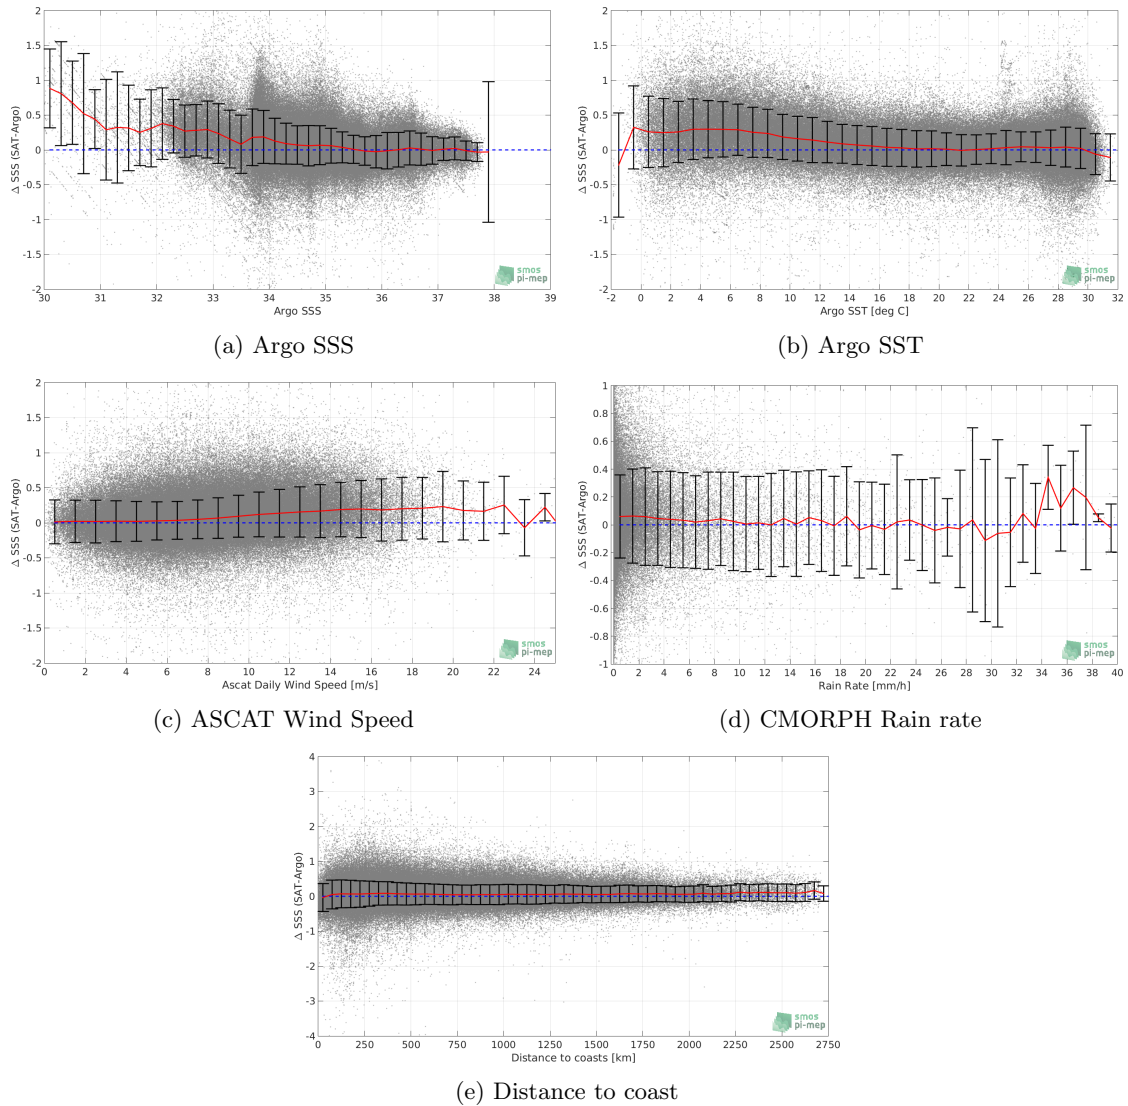 2
1.5
1
0.5
0
-0.5
-1
-1.5
-2
Δ SSS (SAT-Argo)
30 31 32 33 34 35 36 37 38 39
Argo SSS
smos
pi-mep
(a) Argo SSS
2
1.5
1
0.5
0
-0.5
-1
-1.5
-2
Δ SSS (SAT-Argo)
-2 0 2 4 6 8 10 12 14 16 18 20 22 24 26 28 30 32
Argo SST [deg C]
smos
pi-mep
(b) Argo SST
2
1.5
1
0.5
0
-0.5
-1
-1.5
-2
Δ SSS (SAT-Argo)
0 2 4 6 8 10 12 14 16 18 20 22 24
Ascat Daily Wind Speed [m/s]
smos
pi-mep
(c) ASCAT Wind Speed
1
0.8
0.6
0.4
0.2
0
-0.2
-0.4
-0.6
-0.8
-1
Δ SSS (SAT-Argo)
0 2 4 6 8 10 12 14 16 18 20 22 24 26 28 30 32 34 36 38 40
Rain Rate [mm/h]
smos
pi-mep
(d) CMORPH Rain rate
4
3
2
1
0
-1
-2
-3
-4
Δ SSS (SAT-Argo)
0 250 500 750 1000 1250 1500 1750 2000 2250 2500 2750
Distance to coasts [km]
smos
pi-mep
(e) Distance to coast